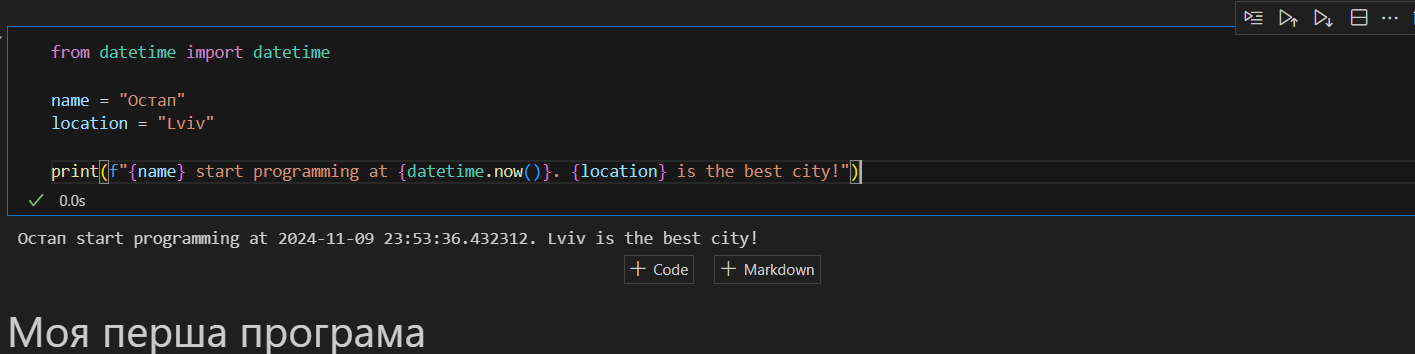 from datetime import datetime
name = "Остап"
location = "Lviv"
print(f"{name} start programming at {datetime.now()}. {location} is the best city!")
0.0s
Остап start programming at 2024-11-09 23:53:36.432312. Lviv is the best city!
+ Code + Markdown
Моя перша програма